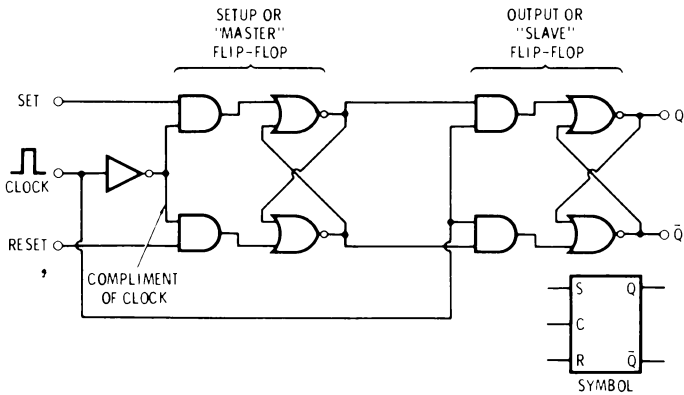 SETUP OR
"MASTER"
FLIP-FLOP
OUTPUT OR
"SLAVE"
FLIP-FLOP
SET
Q
CLOCK
RESET
Q̄
COMPLIMENT
OF CLOCK
S Q
C
R Q̄
SYMBOL